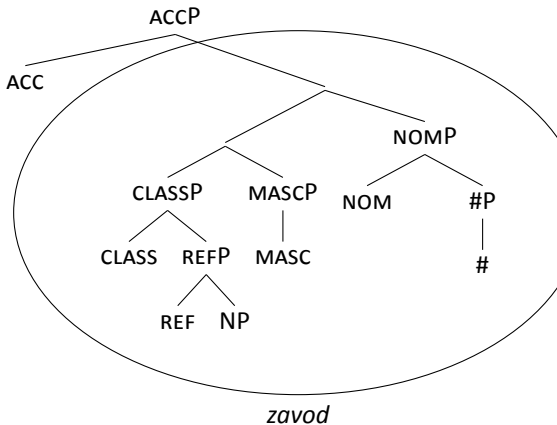 ACCP
ACC
NOMP
CLASSP MASCP NOM #P
CLASS REFP MASC #
REF NP
zavod